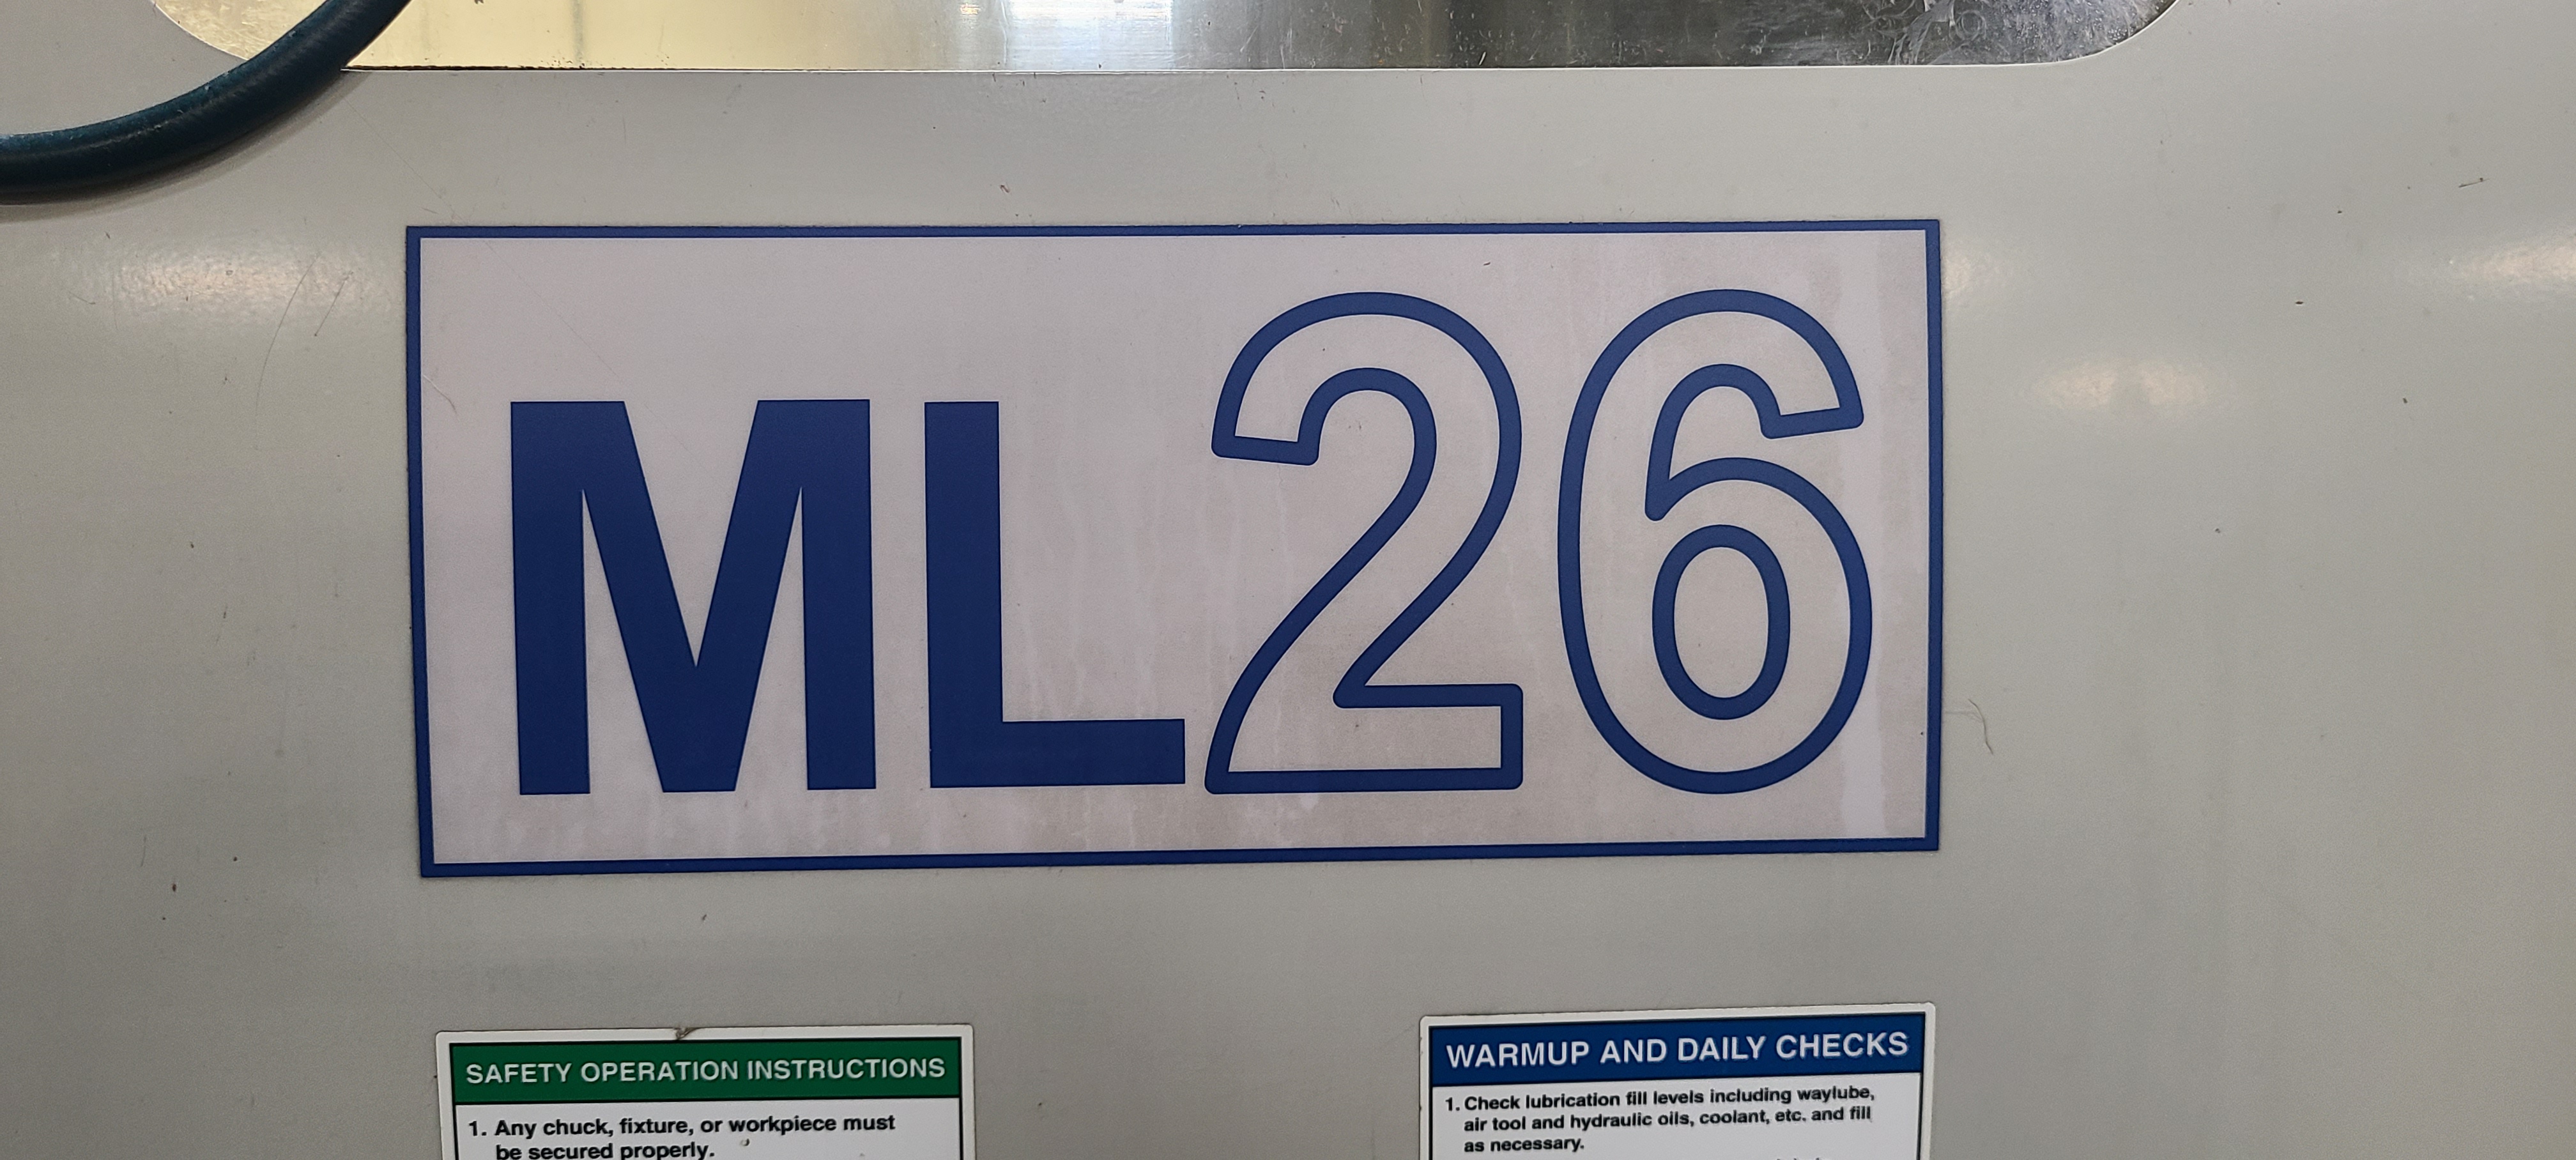 ML26
SAFETY OPERATION INSTRUCTIONS
1. Any chuck, fixture, or workpiece must
be secured properly.
WARMUP AND DAILY CHECKS
1. Check lubrication fill levels including waylube,
air tool and hydraulic oils, coolant, etc. and fill
as necessary.